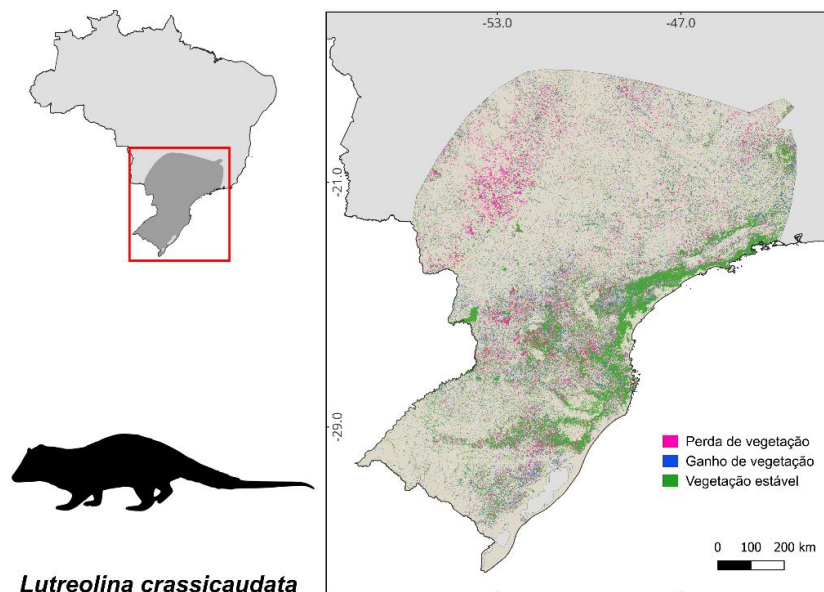 -53.0
-47.0
-21.0
-29.0
Perda de vegetação
Ganho de vegetação
Vegetação estável
0 100 200 km
Lutreolina crassicaudata